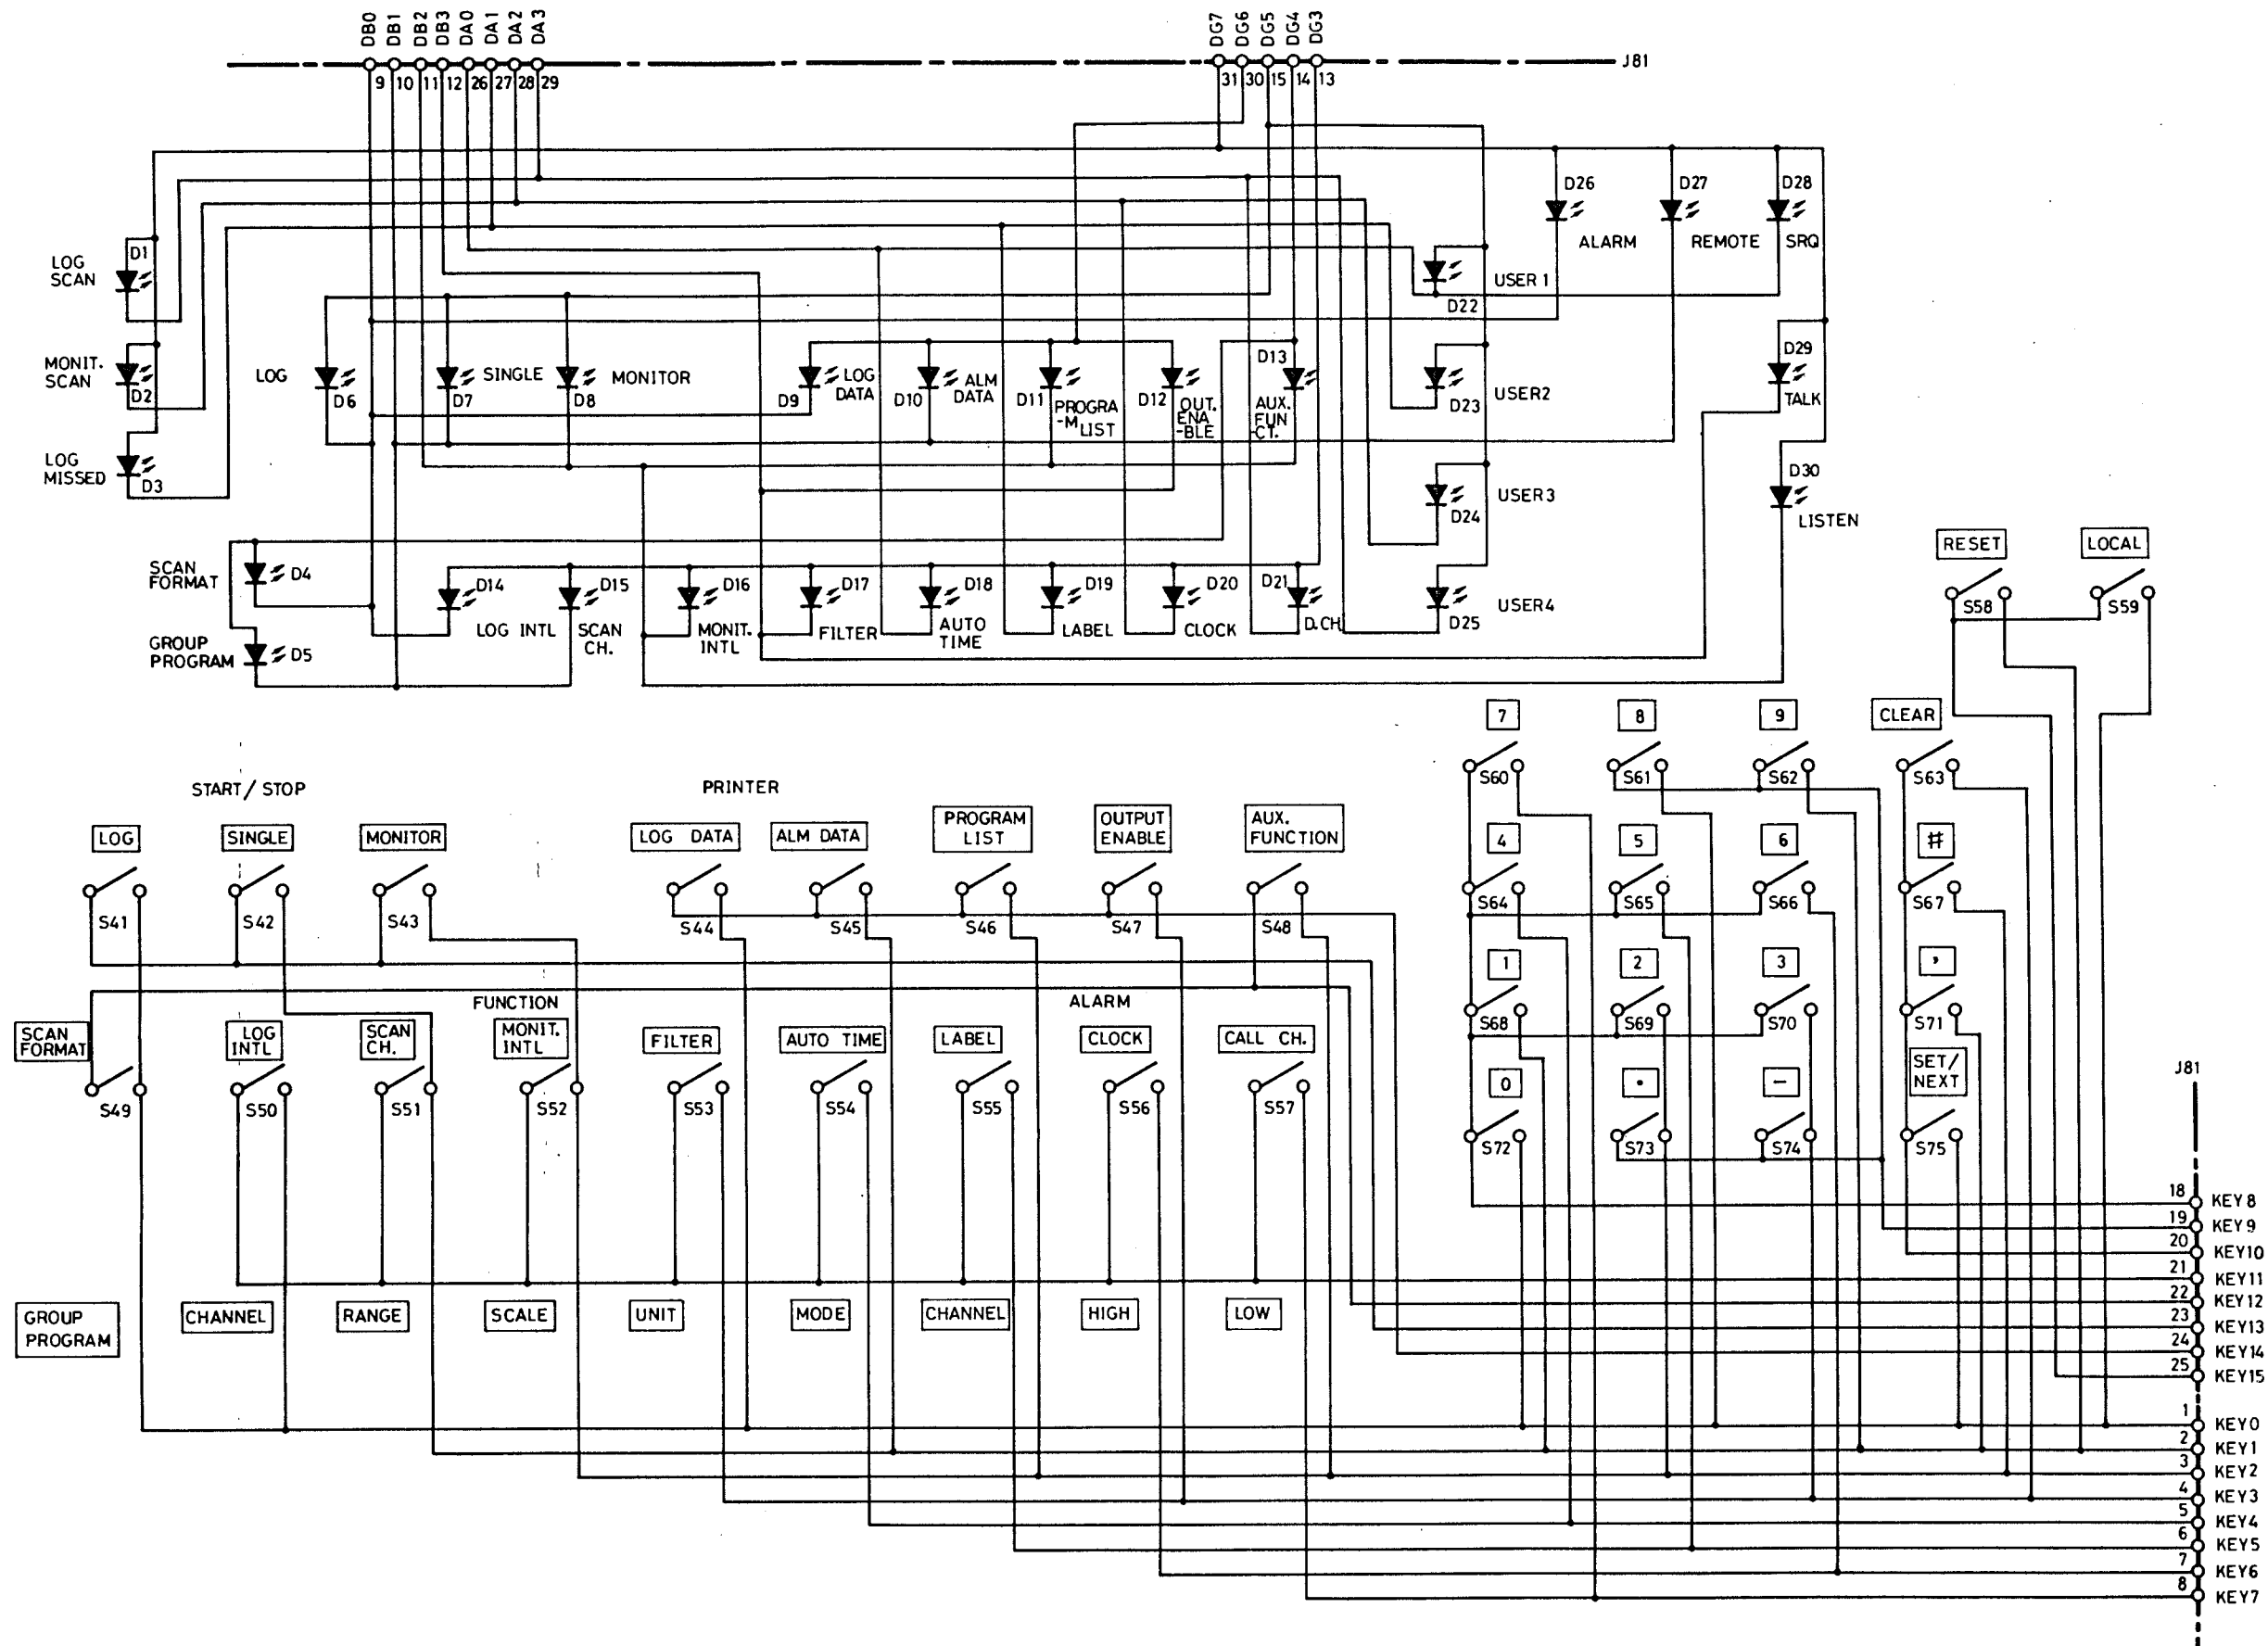 DB0 DB1 DB2 DB3 DA0 DA1 DA2 DA3
DG7 DG6 DG5 DG4 DG3
9 10 11 12 26 27 28 29
31 30 15 14 13
J81
D26 D27 D28
ALARM REMOTE SRQ
D1
LOG
SCAN
USER 1
D22
MONIT.
SCAN
D2
LOG
D6
SINGLE
D7
MONITOR
D8
D9
LOG
DATA
D10
ALM
DATA
D11
PROGRA
-M LIST
D12
OUT.
ENA
-BLE
D13
AUX.
FUN
-CT.
USER2
D23
D29
TALK
LOG
MISSED
D3
USER3
D24
D30
LISTEN
SCAN
FORMAT
D4
GROUP
PROGRAM
D5
D14
LOG INTL
D15
SCAN
CH.
D16
MONIT.
INTL
D17
FILTER
D18
AUTO
TIME
D19
LABEL
D20
CLOCK
D21
D.CH
USER4
D25
RESET LOCAL
S58 S59
7 8 9 CLEAR
S60 S61 S62 S63
START / STOP
PRINTER
LOG SINGLE MONITOR
LOG DATA
ALM DATA
PROGRAM
LIST
OUTPUT
ENABLE
AUX.
FUNCTION
4 5 6 #
S41 S42 S43 S44 S45 S46 S47 S48
S64 S65 S66 S67
1 2 3 ,
S68 S69 S70 S71
FUNCTION
ALARM
SCAN
FORMAT
LOG
INTL
SCAN
CH.
MONIT.
INTL
FILTER
AUTO TIME
LABEL
CLOCK
CALL CH.
0 • − SET/
NEXT
S49 S50 S51 S52 S53 S54 S55 S56 S57
S72 S73 S74 S75
J81
GROUP
PROGRAM
CHANNEL RANGE SCALE UNIT MODE CHANNEL HIGH LOW
18 KEY8
19 KEY9
20 KEY10
21 KEY11
22 KEY12
23 KEY13
24 KEY14
25 KEY15
1 KEY0
2 KEY1
3 KEY2
4 KEY3
5 KEY4
6 KEY5
7 KEY6
8 KEY7